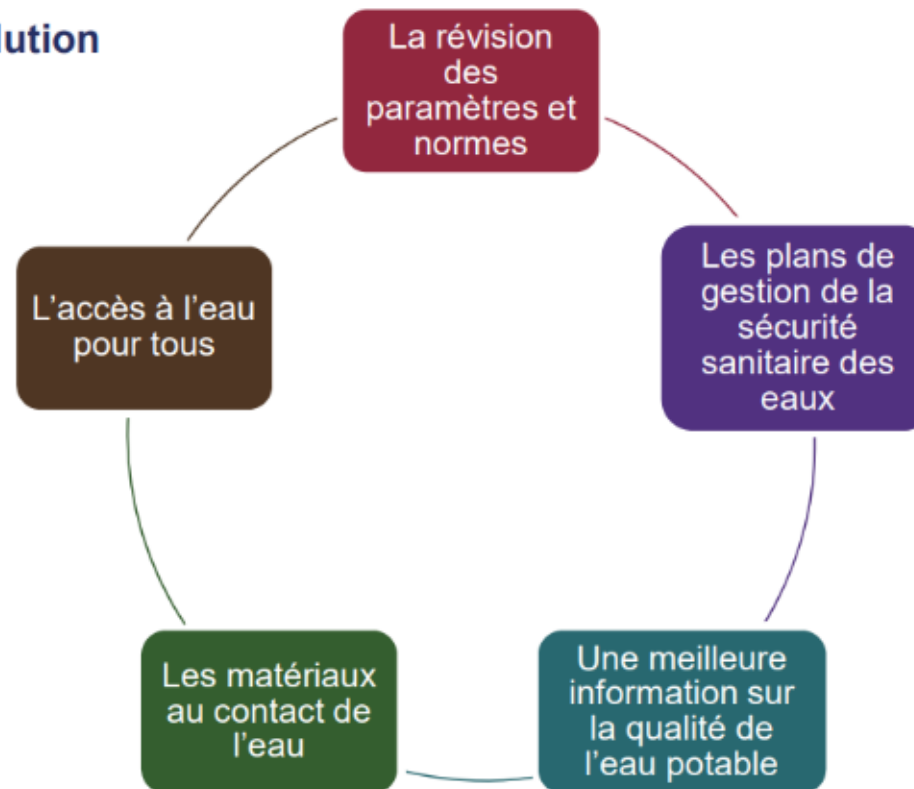 lution
La révision
des
paramètres et
normes
Les plans de
gestion de la
sécurité
sanitaire des
eaux
Une meilleure
information sur
la qualité de
l'eau potable
Les matériaux
au contact de
l'eau
L'accès à l'eau
pour tous